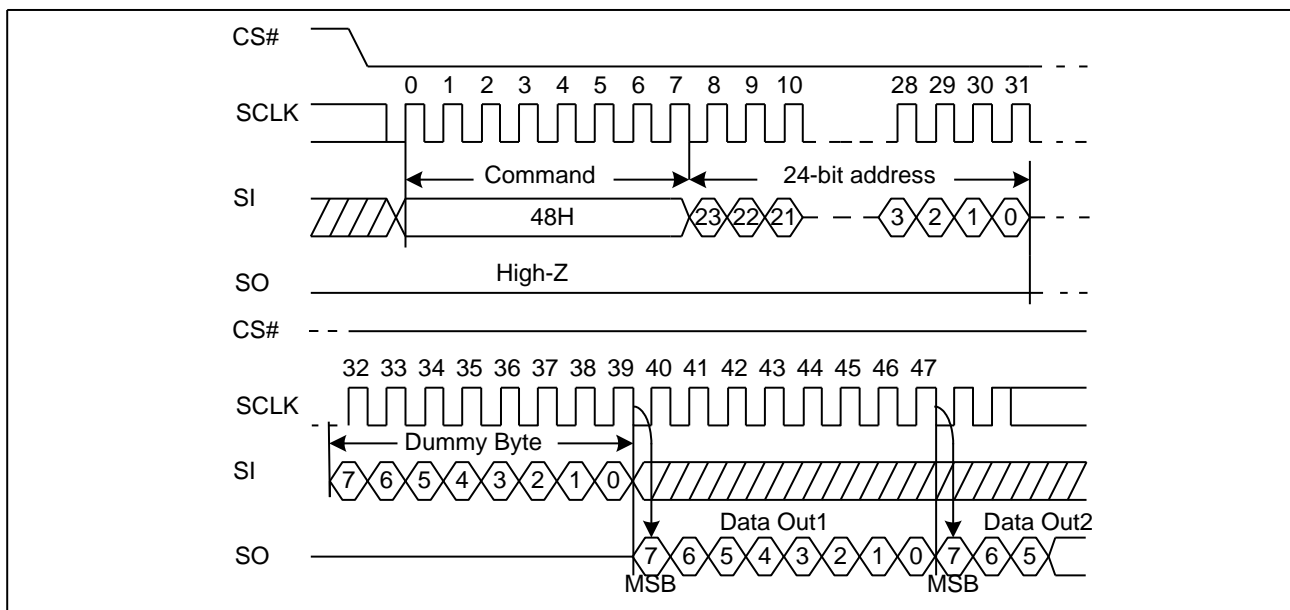 CS#
0 1 2 3 4 5 6 7 8 9 10 28 29 30 31
SCLK
Command 24-bit address
SI
48H 23 22 21 3 2 1 0
High-Z
SO
CS#
32 33 34 35 36 37 38 39 40 41 42 43 44 45 46 47
SCLK
Dummy Byte
SI
7 6 5 4 3 2 1 0
Data Out1 Data Out2
SO
7 6 5 4 3 2 1 0 7 6 5
MSB MSB